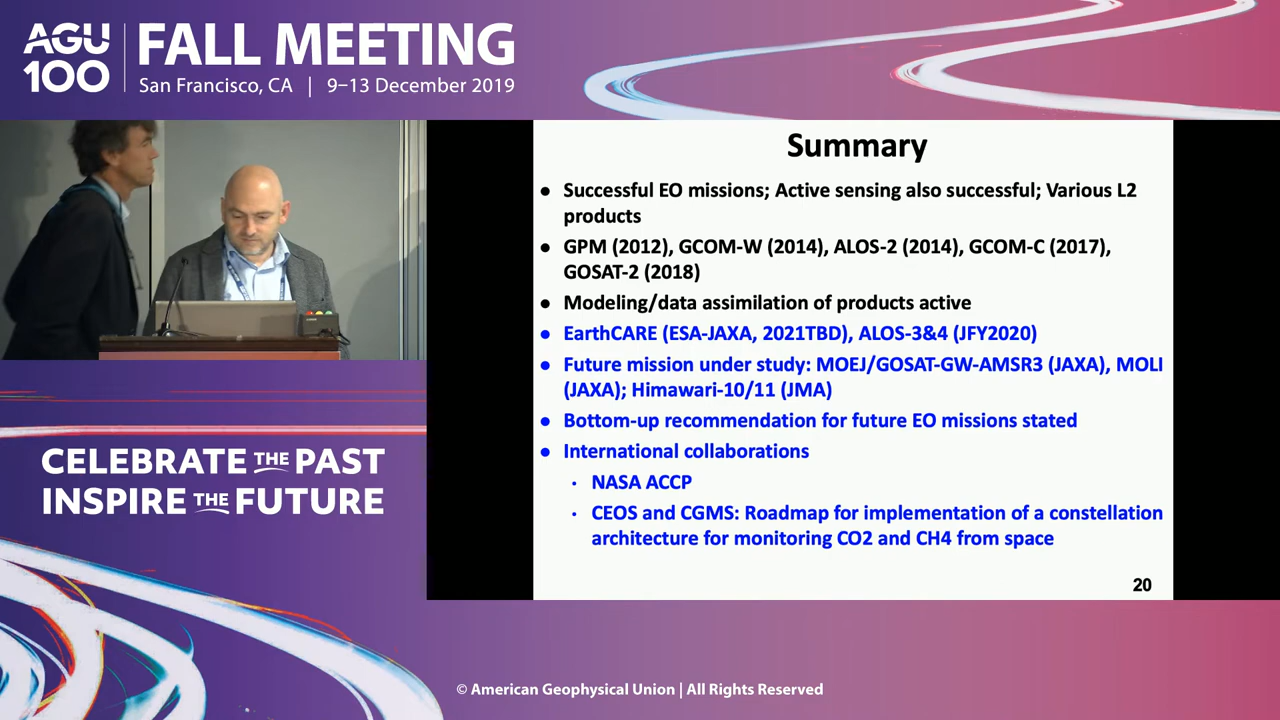 AGU
100
FALL MEETING
San Francisco, CA | 9–13 December 2019
Summary
● Successful EO missions; Active sensing also successful; Various L2
products
● GPM (2012), GCOM-W (2014), ALOS-2 (2014), GCOM-C (2017),
GOSAT-2 (2018)
● Modeling/data assimilation of products active
● EarthCARE (ESA-JAXA, 2021TBD), ALOS-3&4 (JFY2020)
● Future mission under study: MOEJ/GOSAT-GW-AMSR3 (JAXA), MOLI
(JAXA); Himawari-10/11 (JMA)
● Bottom-up recommendation for future EO missions stated
● International collaborations
· NASA ACCP
· CEOS and CGMS: Roadmap for implementation of a constellation
architecture for monitoring CO2 and CH4 from space
20
CELEBRATE THE PAST
INSPIRE THE FUTURE
© American Geophysical Union | All Rights Reserved